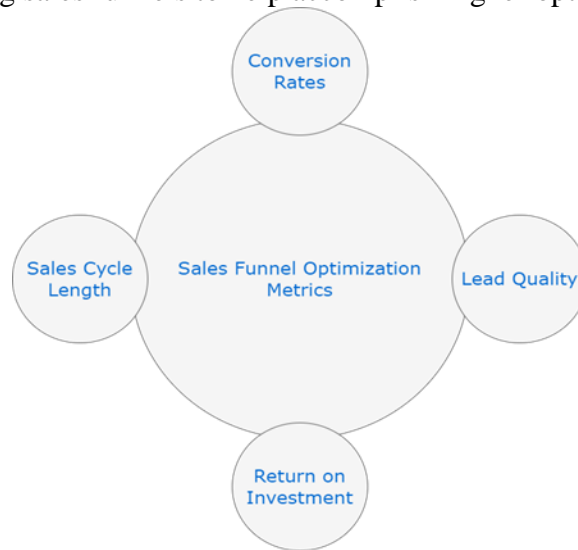 Conversion
Rates
Sales Cycle
Length
Sales Funnel Optimization
Metrics
Lead Quality
Return on
Investment